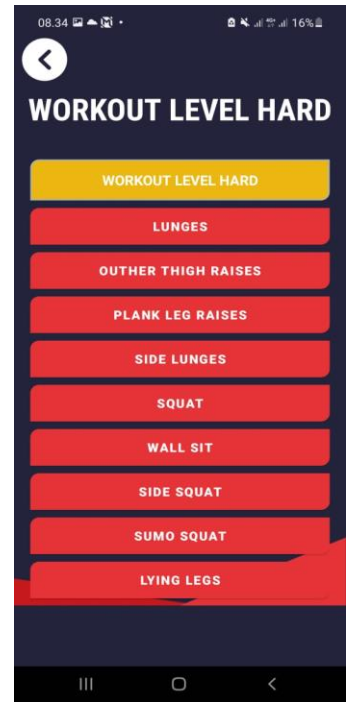 08.34
16%
WORKOUT LEVEL HARD
WORKOUT LEVEL HARD
LUNGES
OUTHER THIGH RAISES
PLANK LEG RAISES
SIDE LUNGES
SQUAT
WALL SIT
SIDE SQUAT
SUMO SQUAT
LYING LEGS